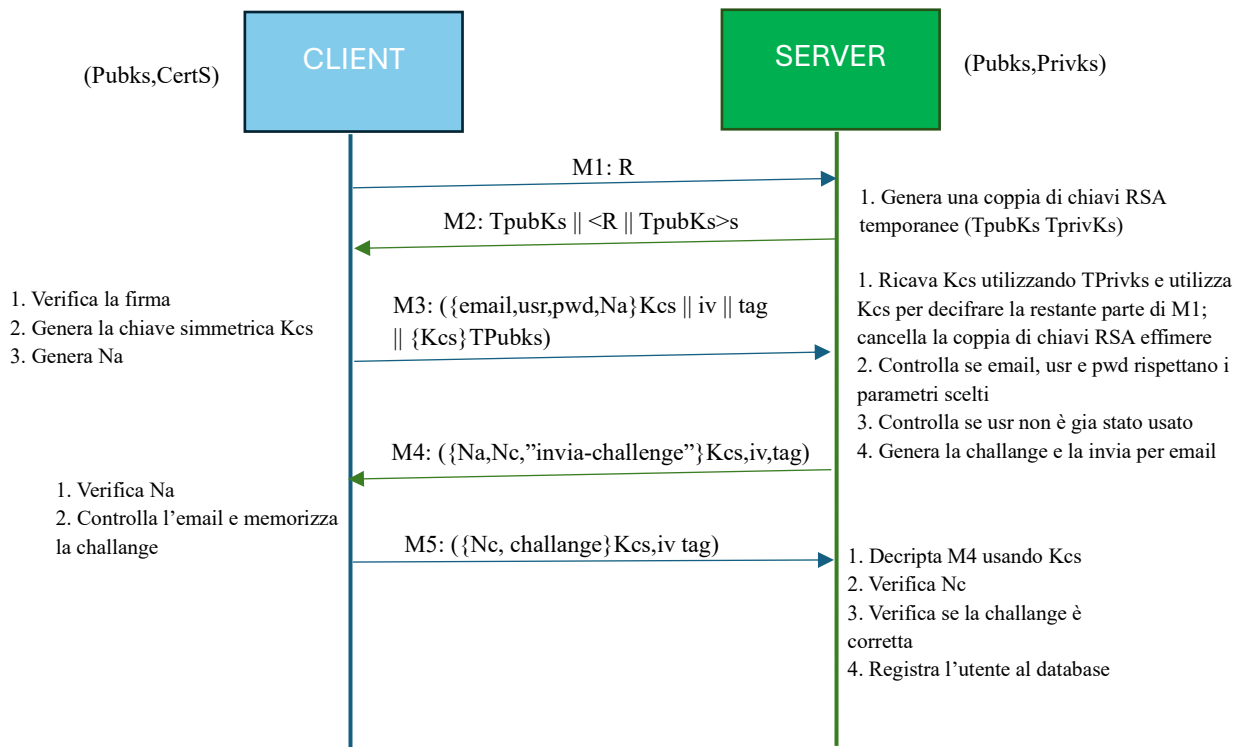 CLIENT
SERVER
(Pubks,CertS)
(Pubks,Privks)
M1: R
1. Genera una coppia di chiavi RSA
temporanee (TpubKs TprivKs)
M2: TpubKs || <R || TpubKs>s
1. Verifica la firma
2. Genera la chiave simmetrica Kcs
3. Genera Na
M3: ({email,usr,pwd,Na}Kcs || iv || tag
|| {Kcs}TPubks)
1. Ricava Kcs utilizzando TPrivks e utilizza
Kcs per decifrare la restante parte di M1;
cancella la coppia di chiavi RSA effimere
2. Controlla se email, usr e pwd rispettano i
parametri scelti
3. Controlla se usr non è gia stato usato
4. Genera la challange e la invia per email
M4: ({Na,Nc,”invia-challenge”}Kcs,iv,tag)
1. Verifica Na
2. Controlla l’email e memorizza
la challange
M5: ({Nc, challange}Kcs,iv tag)
1. Decripta M4 usando Kcs
2. Verifica Nc
3. Verifica se la challange è
corretta
4. Registra l’utente al database